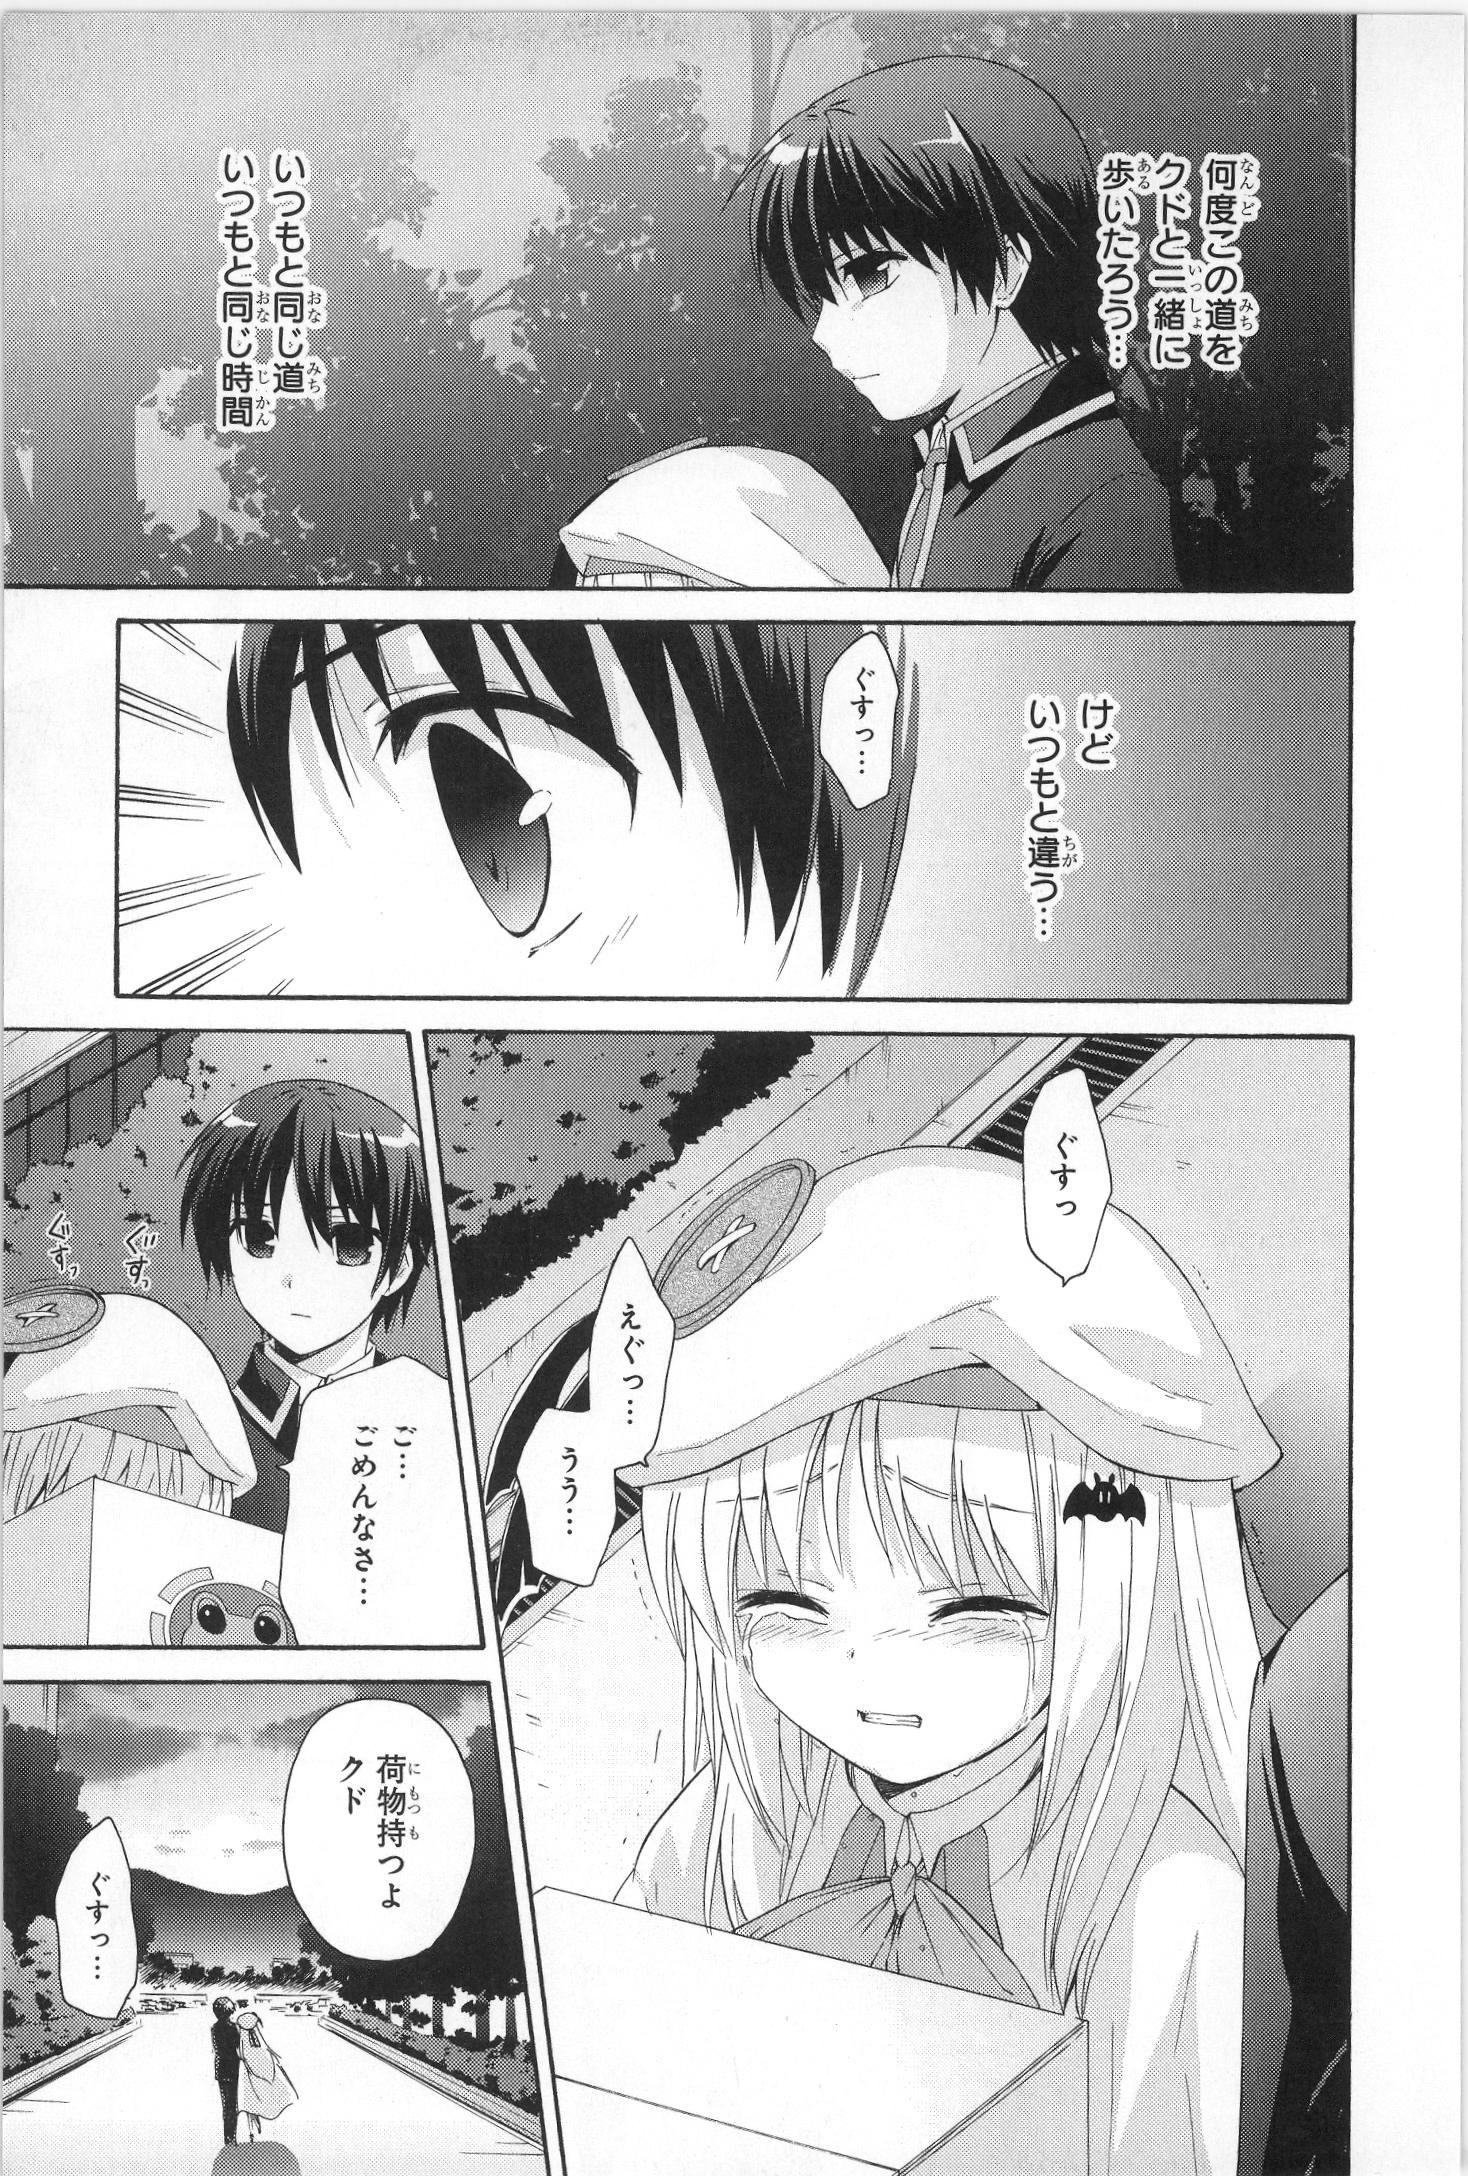 何度この道を
クドと一緒に
歩いたろう…
いつもと同じ道
いつもと同じ時間
けど
いつもと違う…
ぐすっ…
ぐすっ
えぐっ…
うう…
ぐすっ
ぐすっ
ご…
ごめんなさ…
荷物持つよ
クド
ぐすっ…